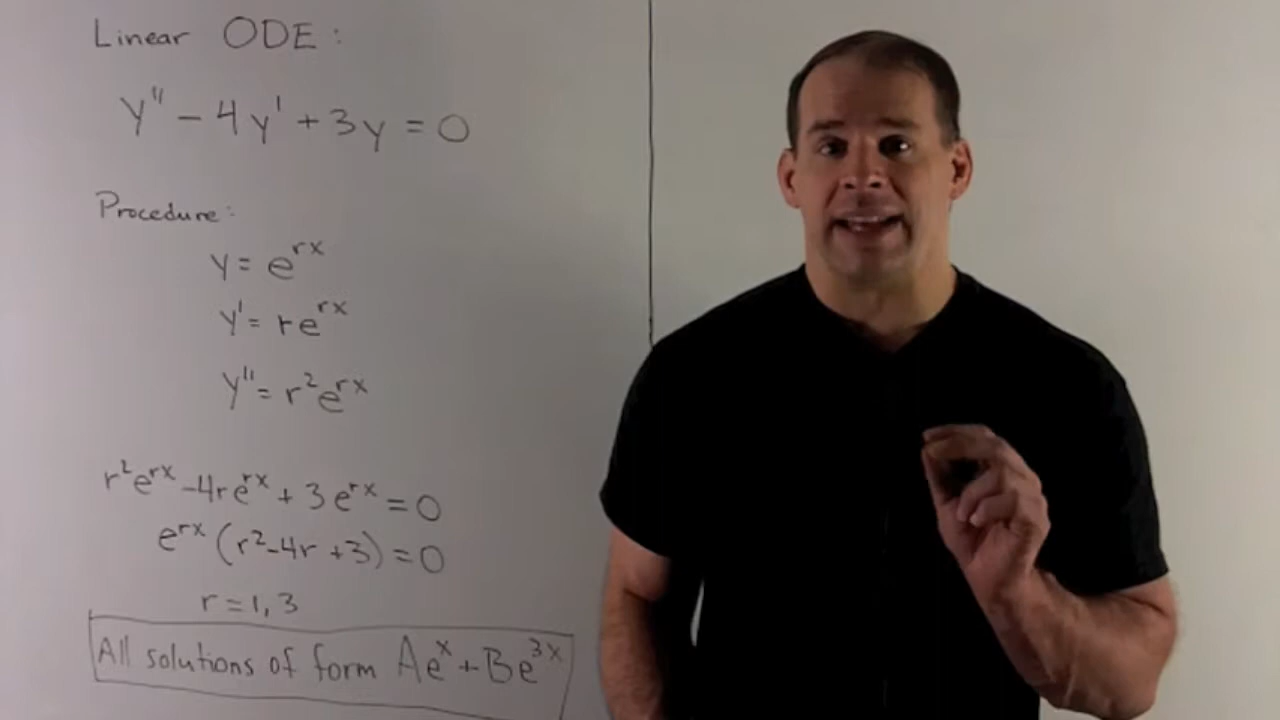 Linear ODE:
y'' - 4y' + 3y = 0
Procedure:
y = e^{rx}
y' = re^{rx}
y'' = r^2e^{rx}
r^2e^{rx} - 4re^{rx} + 3e^{rx} = 0
e^{rx}(r^2 - 4r + 3) = 0
r = 1, 3
All solutions of form Ae^x + Be^{3x}